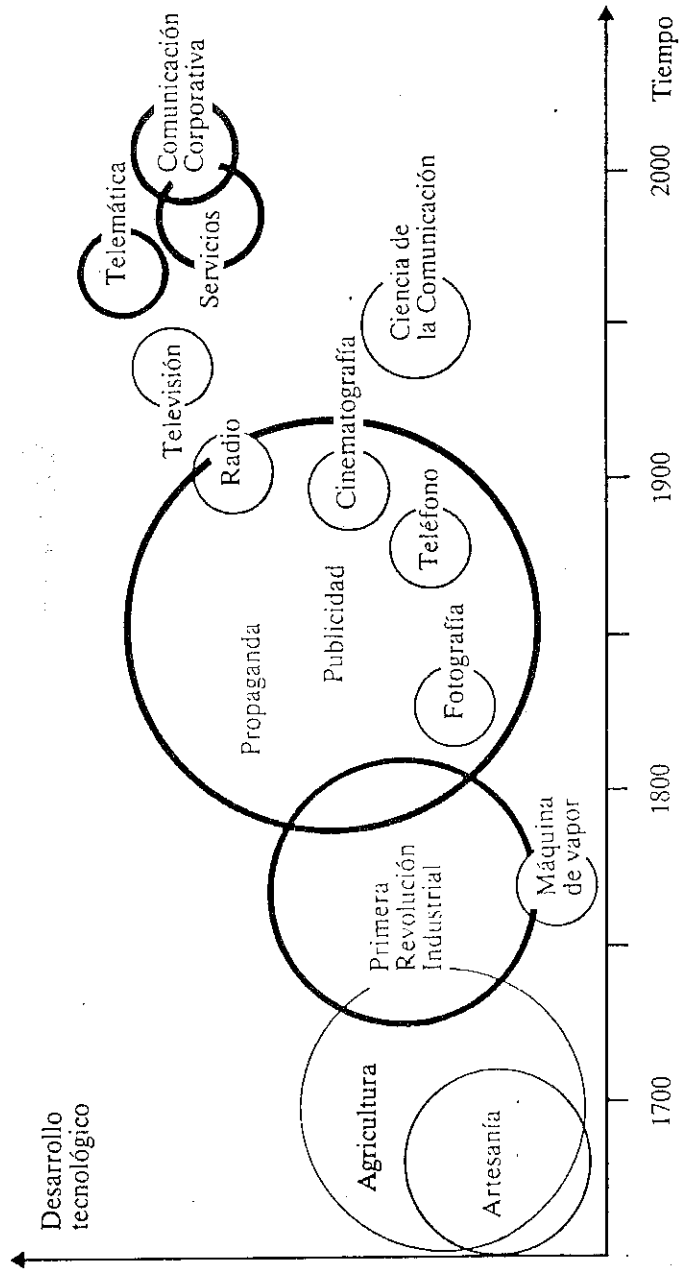 Desarrollo
tecnológico
Agricultura
Artesanía
Primera
Revolución
Industrial
Máquina
de vapor
Propaganda
Publicidad
Fotografía
Teléfono
Cinematografía
Radio
Televisión
Ciencia de
la Comunicación
Telemática
Servicios
Comunicación
Corporativa
1700
1800
1900
2000
Tiempo